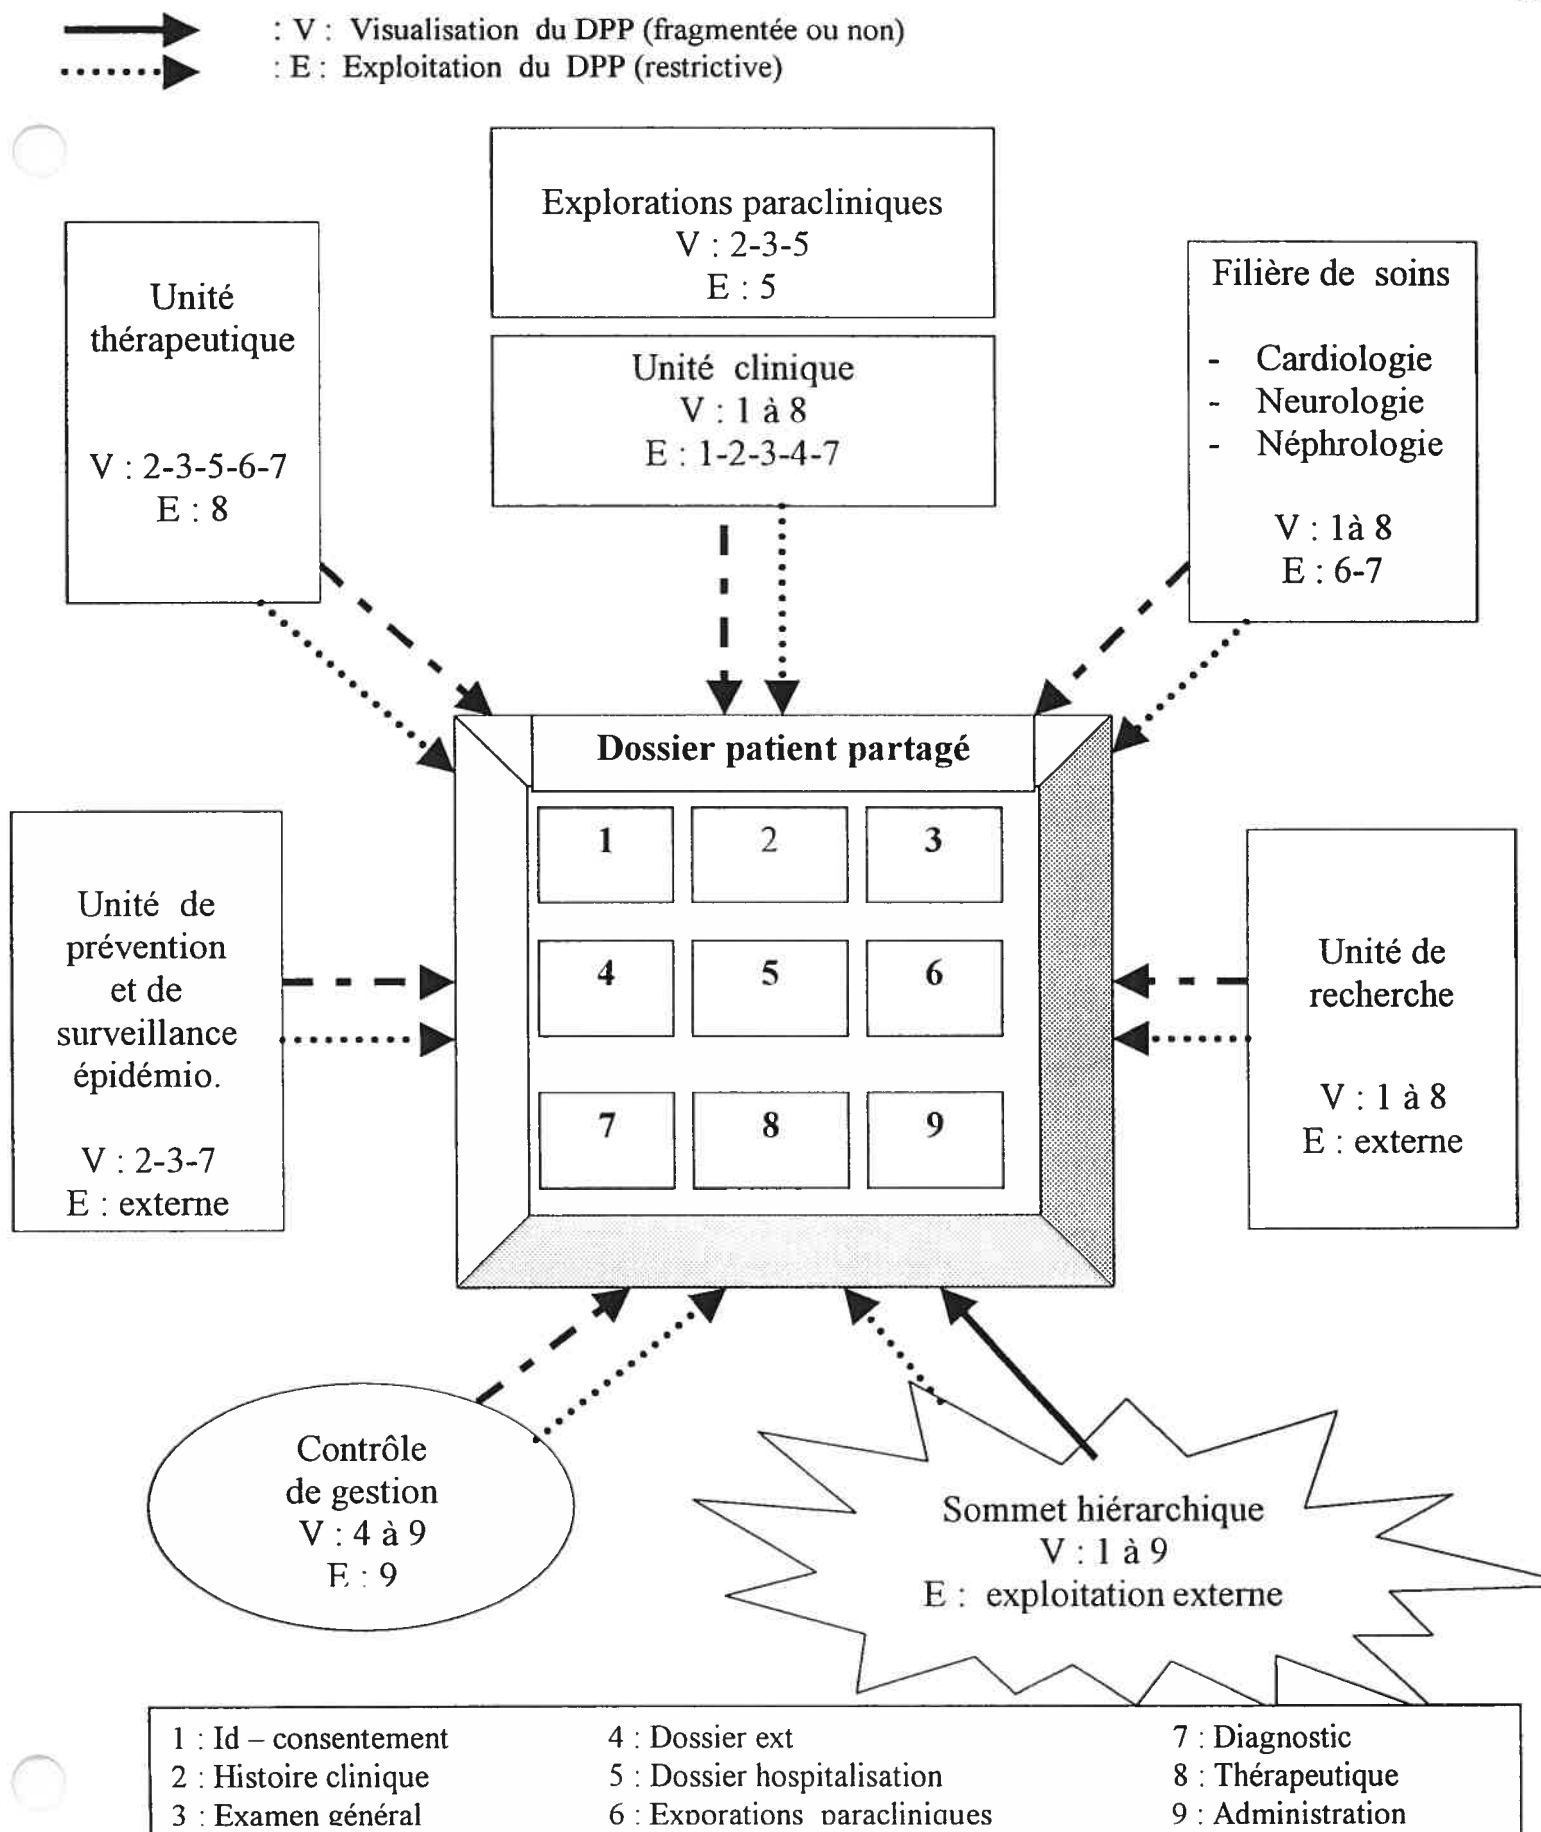 : V : Visualisation du DPP (fragmentée ou non)
: E : Exploitation du DPP (restrictive)
Explorations paracliniques
V : 2-3-5
E : 5
Unité
thérapeutique
V : 2-3-5-6-7
E : 8
Unité clinique
V : 1 à 8
E : 1-2-3-4-7
Filière de soins
- Cardiologie
- Neurologie
- Néphrologie
V : 1à 8
E : 6-7
Dossier patient partagé
1 2 3
4 5 6
7 8 9
Unité de
prévention
et de
surveillance
épidémio.
V : 2-3-7
E : externe
Unité de
recherche
V : 1 à 8
E : externe
Contrôle
de gestion
V : 4 à 9
E : 9
Sommet hiérarchique
V : 1 à 9
E : exploitation externe
1 : Id – consentement 4 : Dossier ext 7 : Diagnostic
2 : Histoire clinique 5 : Dossier hospitalisation 8 : Thérapeutique
3 : Examen général 6 : Exporations paracliniques 9 : Administration